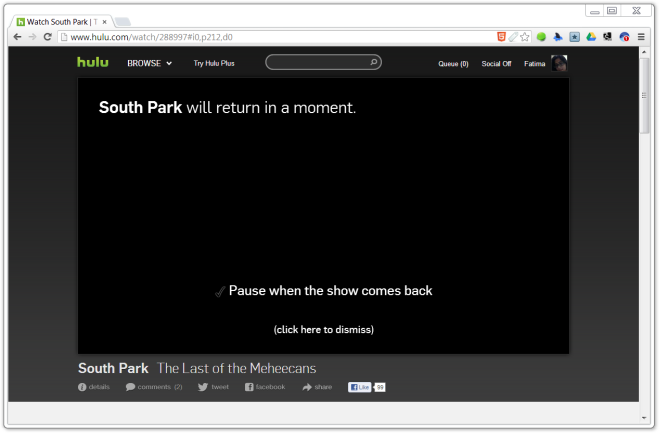 Watch South Park | T
www.hulu.com/watch/288997#i0,p212,d0
hulu BROWSE Try Hulu Plus Queue (0) Social Off Fatima
South Park will return in a moment.
Pause when the show comes back
(click here to dismiss)
South Park The Last of the Meheecans
details comments (2) tweet facebook share Like 99